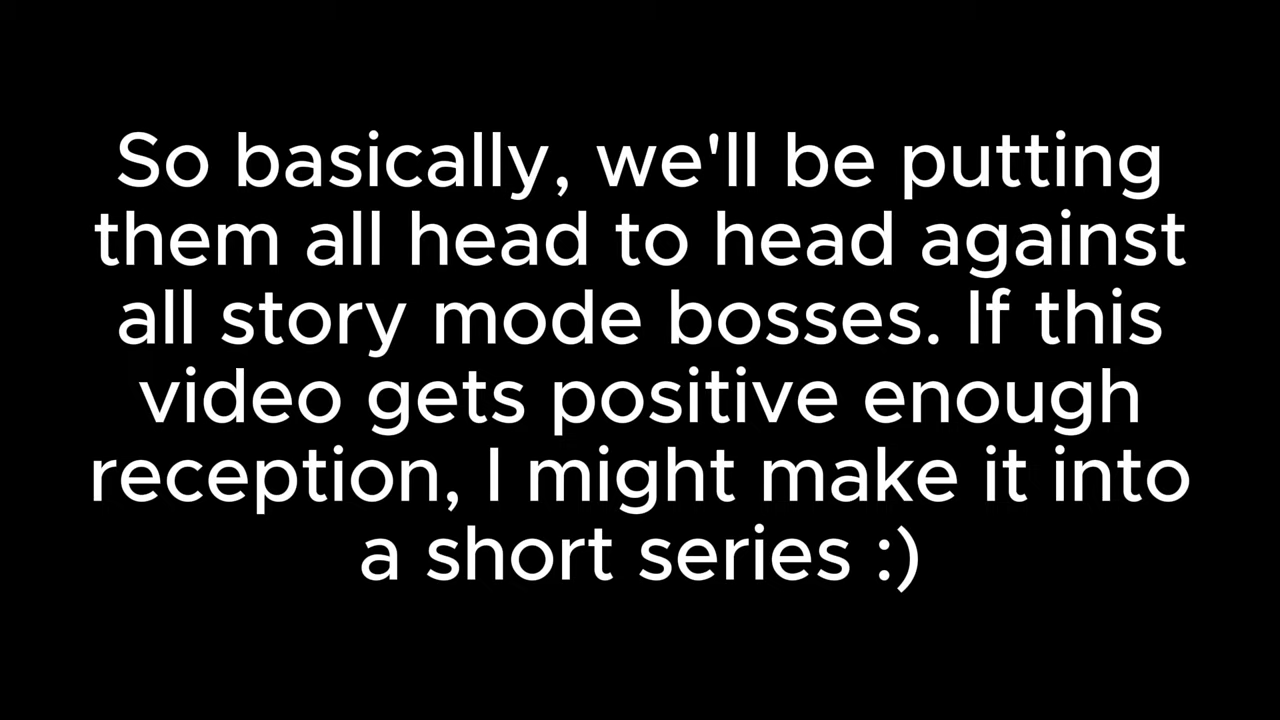 So basically, we'll be putting
them all head to head against
all story mode bosses. If this
video gets positive enough
reception, I might make it into
a short series :)